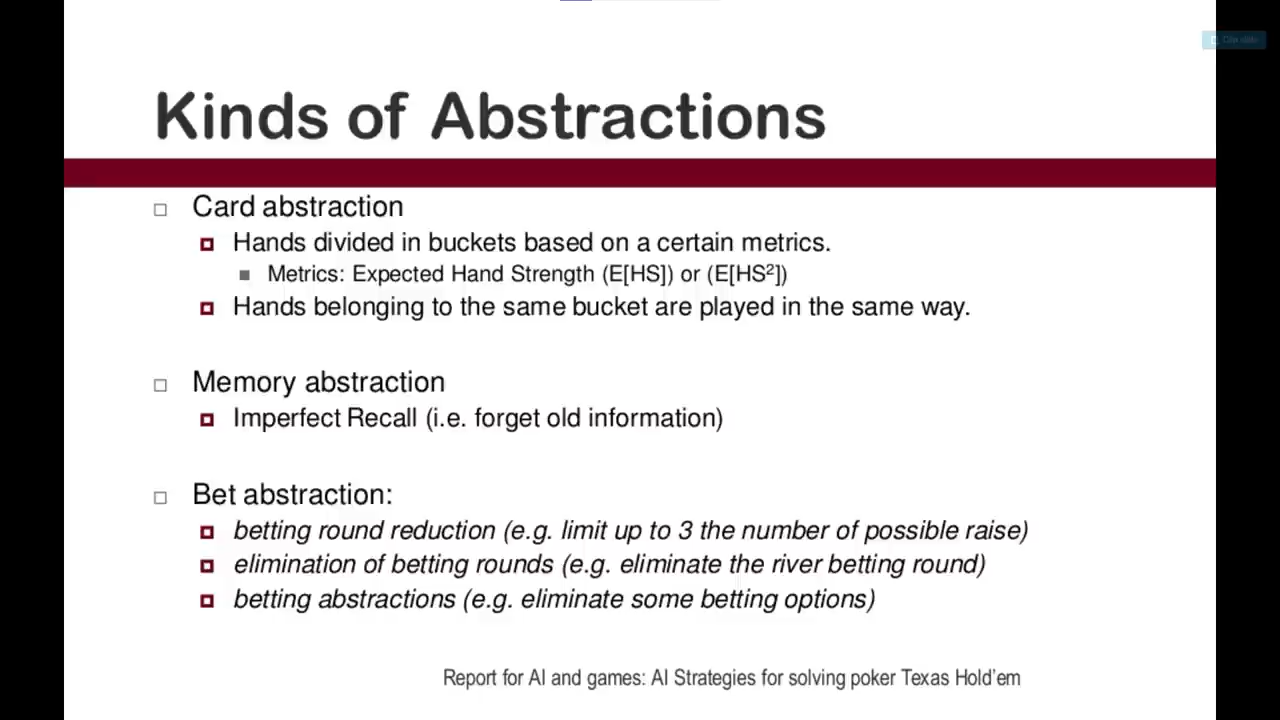 Kinds of Abstractions
Card abstraction
Hands divided in buckets based on a certain metrics.
Metrics: Expected Hand Strength (E[HS]) or (E[HS²])
Hands belonging to the same bucket are played in the same way.
Memory abstraction
Imperfect Recall (i.e. forget old information)
Bet abstraction:
betting round reduction (e.g. limit up to 3 the number of possible raise)
elimination of betting rounds (e.g. eliminate the river betting round)
betting abstractions (e.g. eliminate some betting options)
Report for AI and games: AI Strategies for solving poker Texas Hold'em